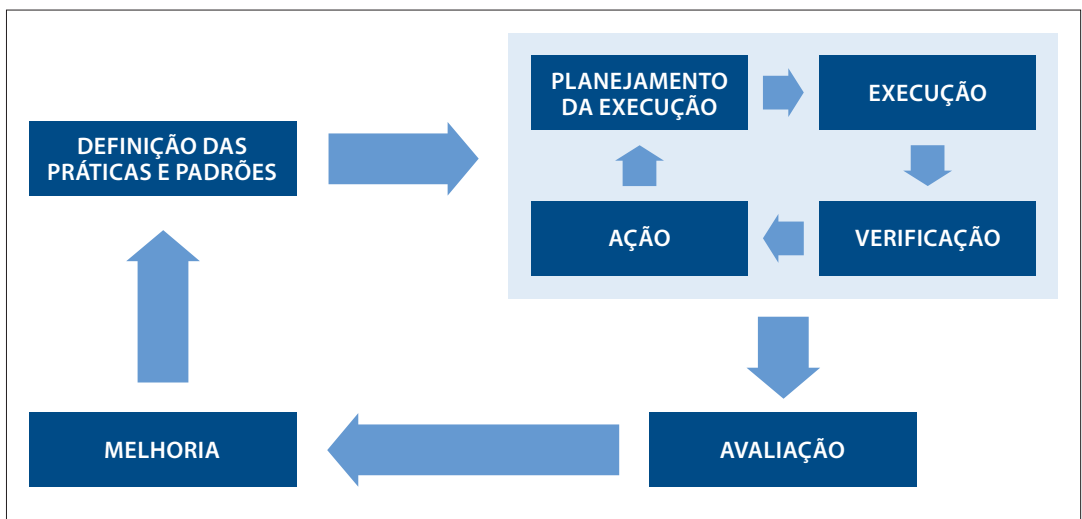 PLANEJAMENTO
DA EXECUÇÃO
EXECUÇÃO
DEFINIÇÃO DAS
PRÁTICAS E PADRÕES
AÇÃO
VERIFICAÇÃO
MELHORIA
AVALIAÇÃO